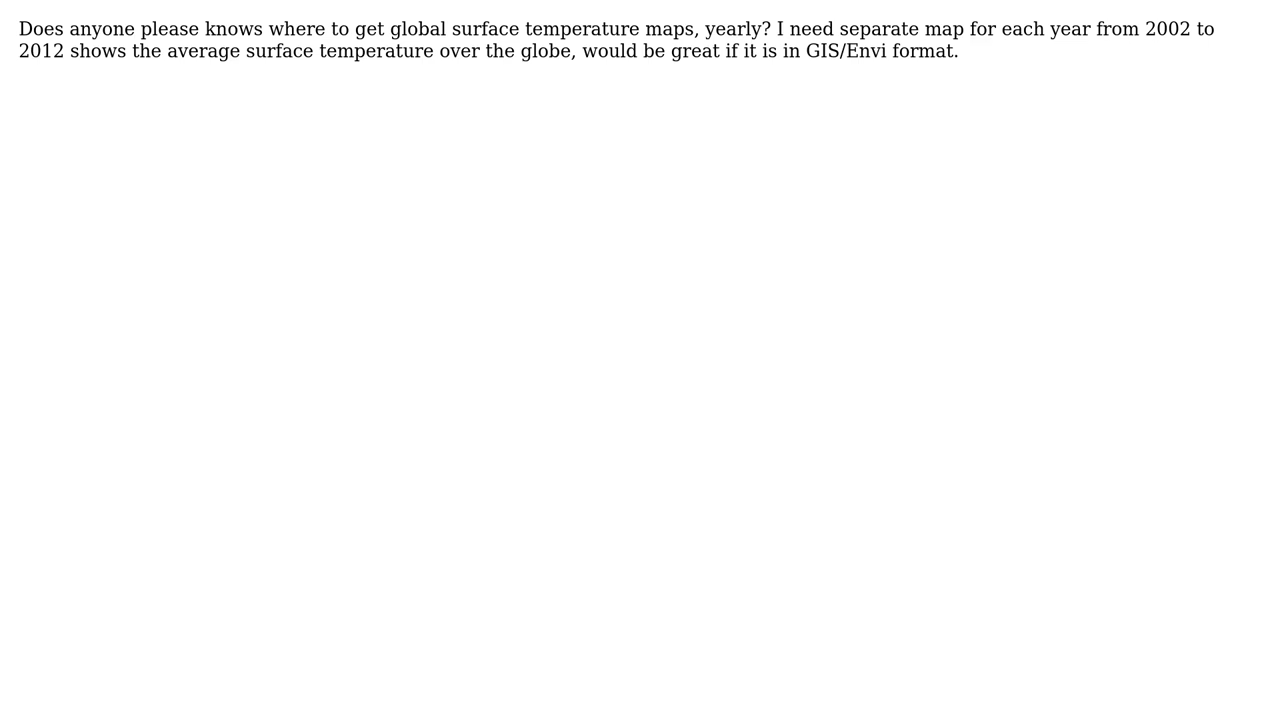 Does anyone please knows where to get global surface temperature maps, yearly? I need separate map for each year from 2002 to
2012 shows the average surface temperature over the globe, would be great if it is in GIS/Envi format.